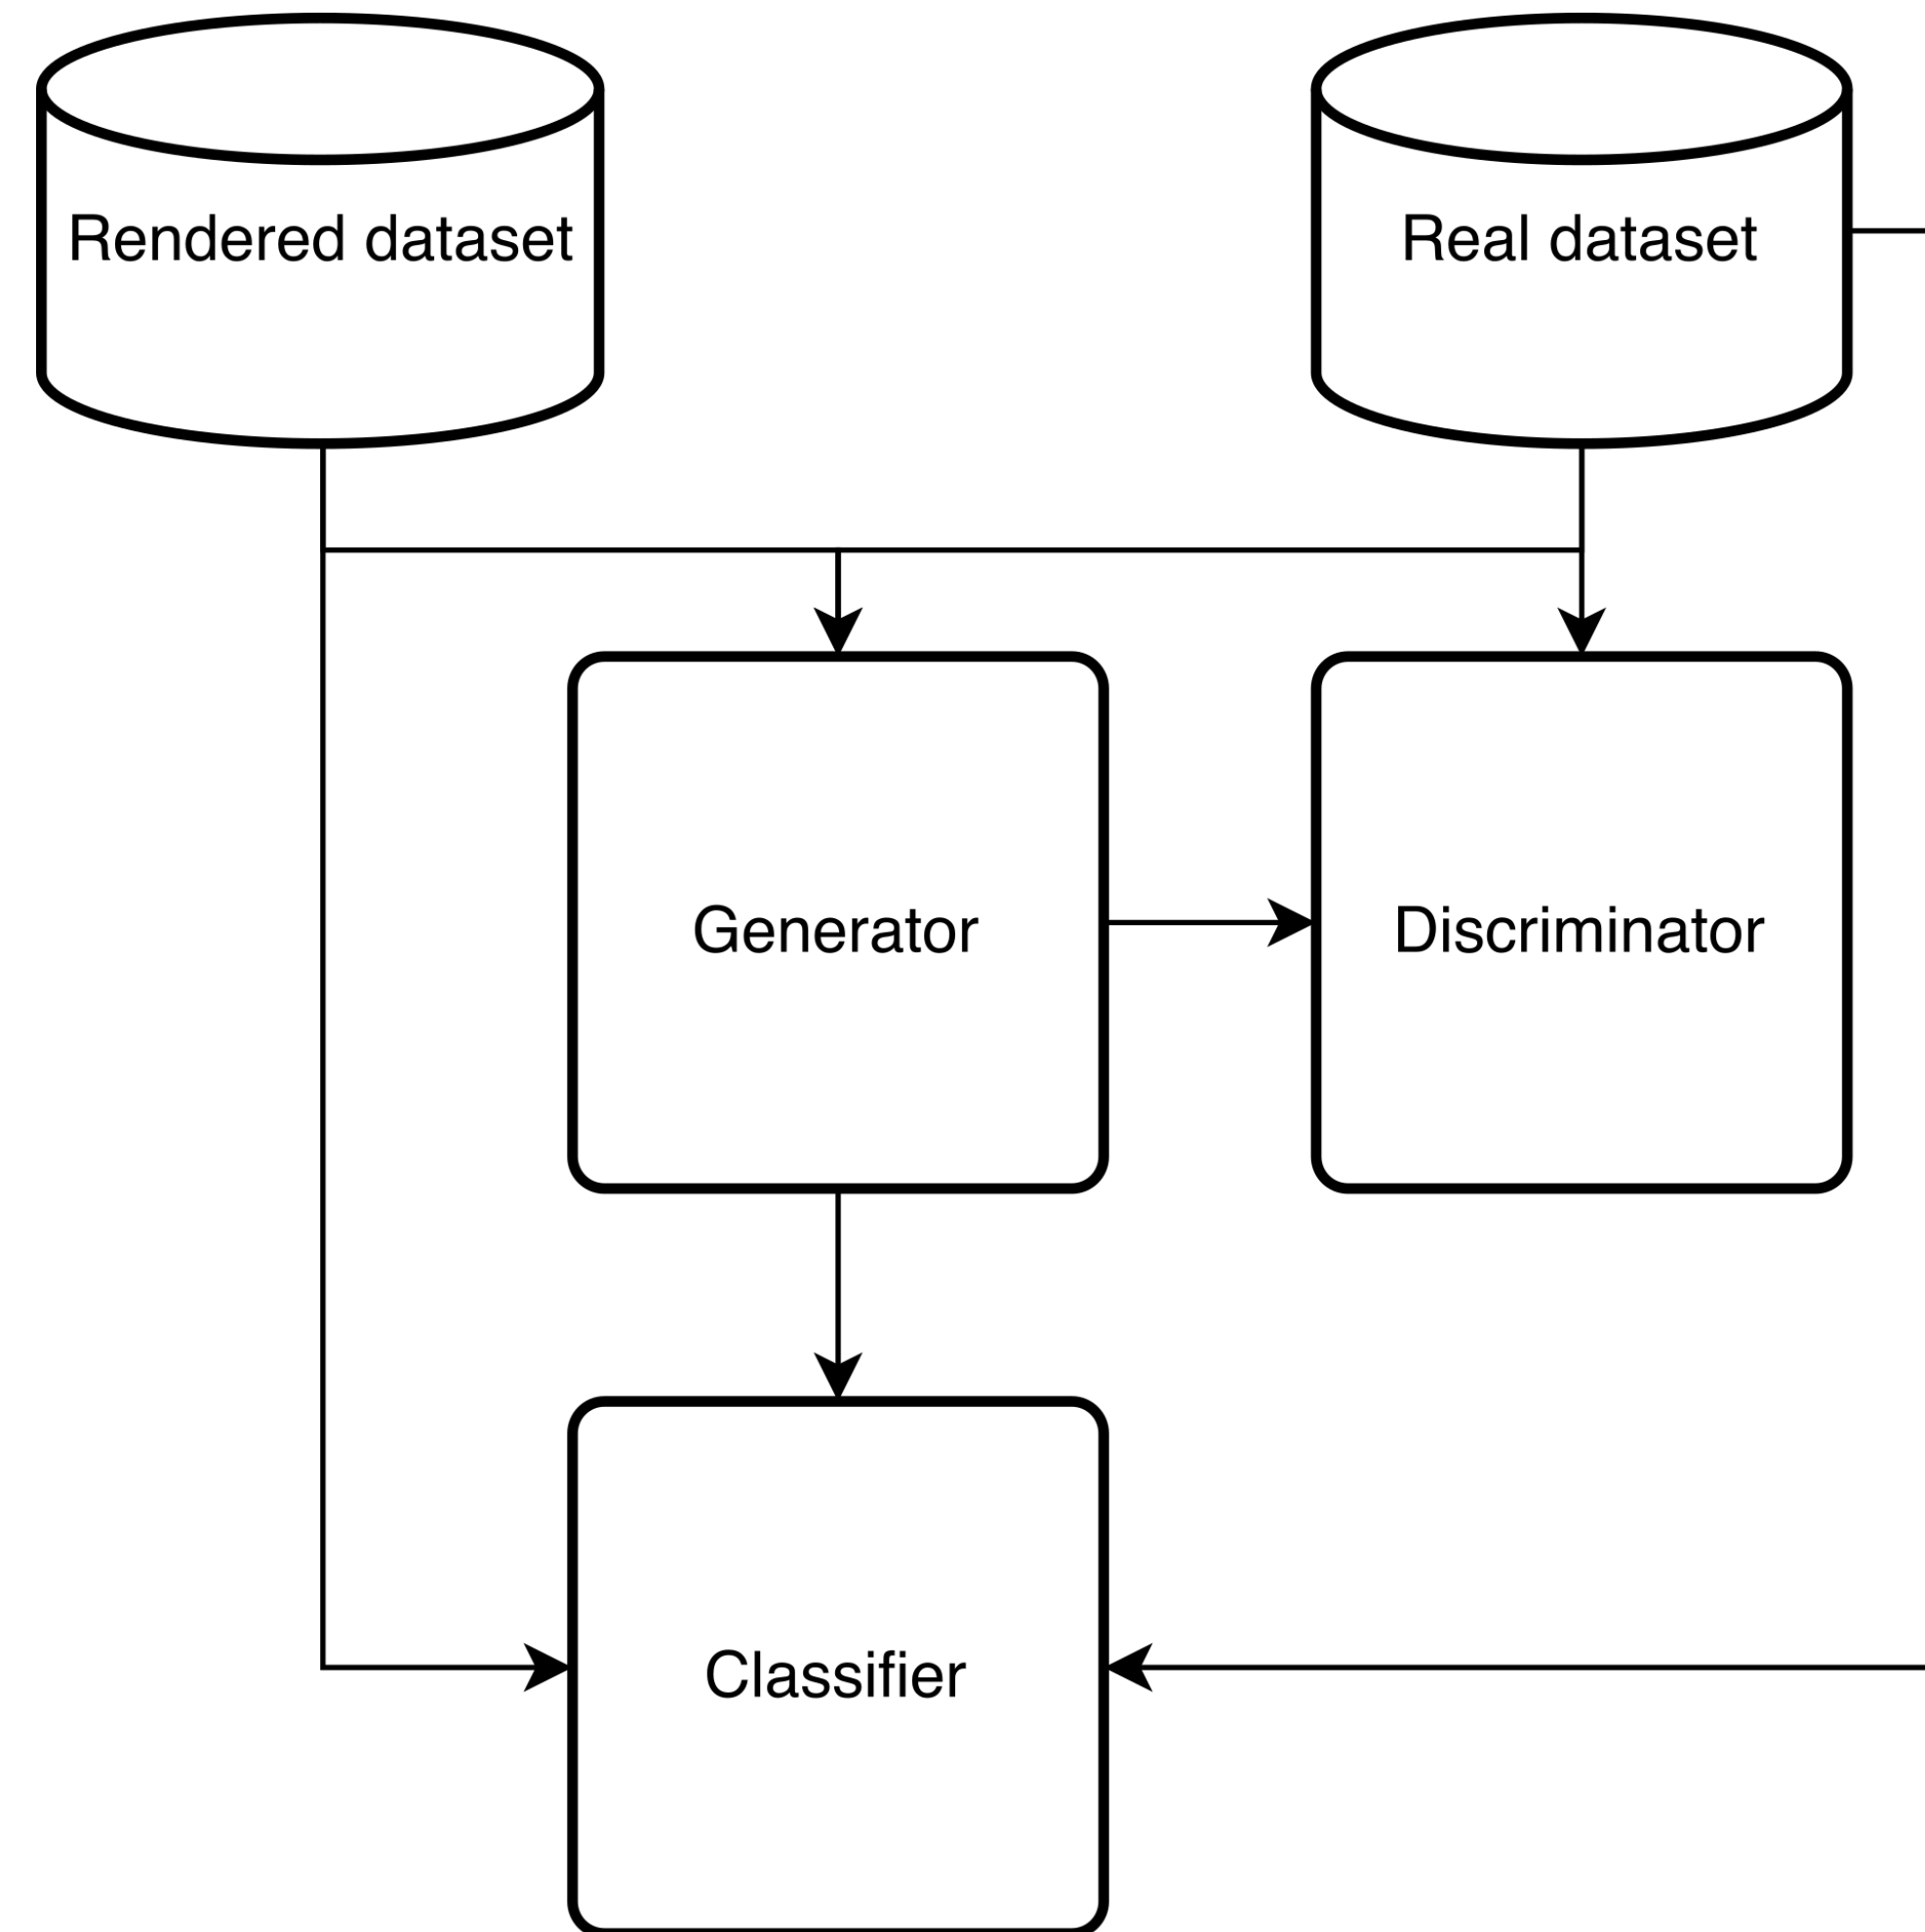 Rendered dataset
Real dataset
Generator
Discriminator
Classifier